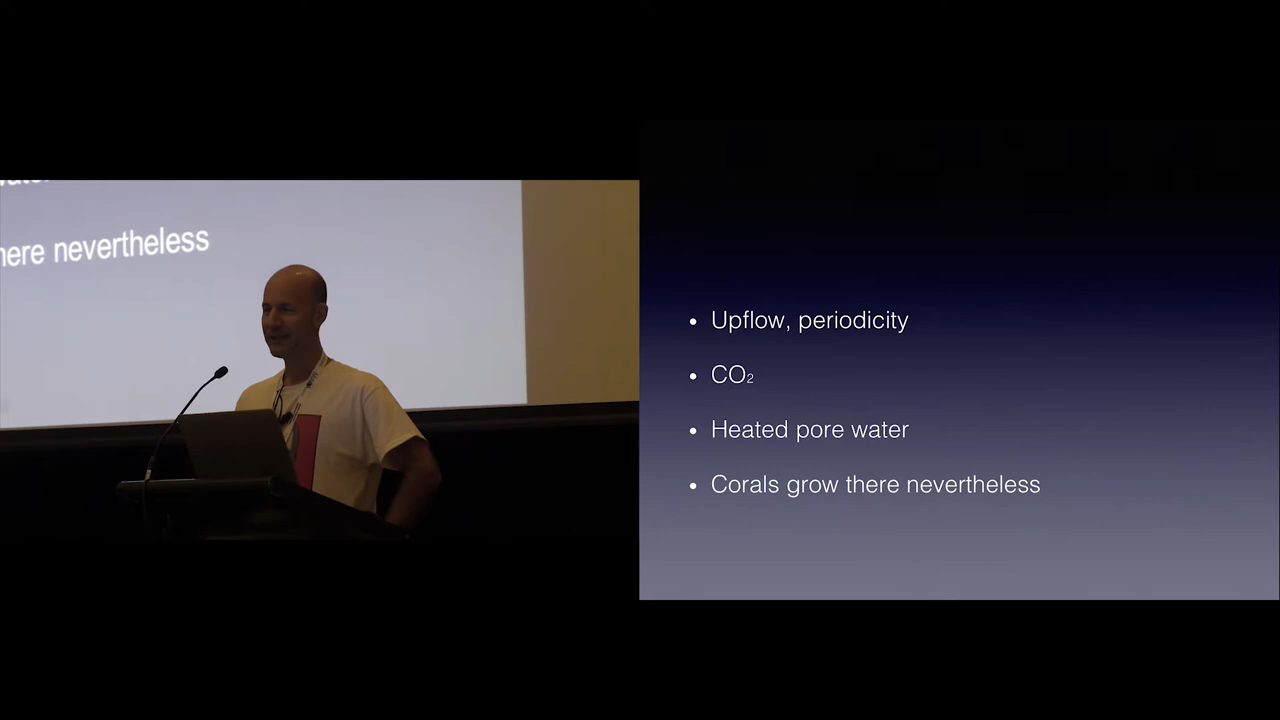 here nevertheless
• Upflow, periodicity
• CO₂
• Heated pore water
• Corals grow there nevertheless